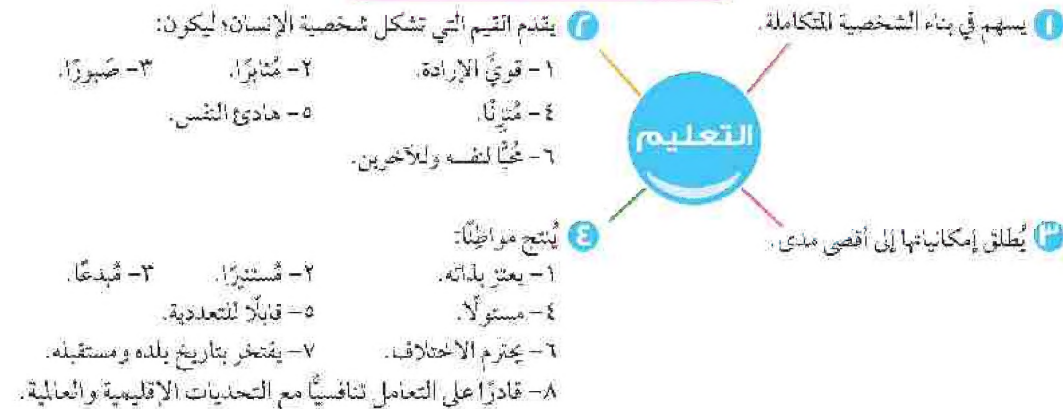 ١ يسهم في بناء الشخصية المتكاملة.
٢ يقدم القيم التي تشكل شخصية الإنسان؛ ليكون:
١- قويَّ الإرادة. ٢- مُثابرًا. ٣- صَبورًا.
٤- مُتزِنًا. ٥- هادئ النفس.
٦- مُحبًّا لنفسه وللآخرين.
التعليم
٣ يُطلق إمكانياتها إلى أقصى مدى.
٤ يُنتج مواطِنًا:
١- يعتز بذاته. ٢- مُستنيرًا. ٣- مُبدعًا.
٤- مسئولًا. ٥- قابلًا للتعددية.
٦- يحترم الاختلاف. ٧- يفتخر بتاريخ بلده ومستقبله.
٨- قادرًا على التعامل تنافسيًّا مع التحديات الإقليمية والعالمية.